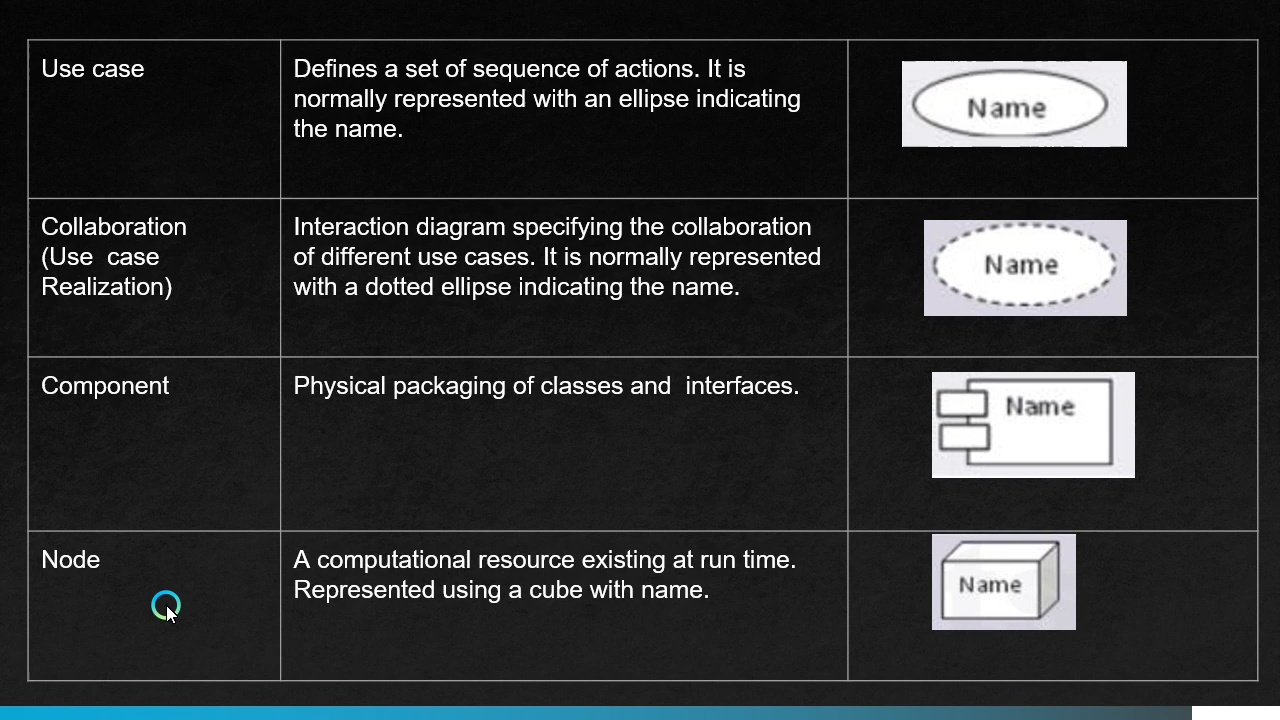 Use case
Defines a set of sequence of actions. It is
normally represented with an ellipse indicating
the name.
Name
Collaboration
(Use  case
Realization)
Interaction diagram specifying the collaboration
of different use cases. It is normally represented
with a dotted ellipse indicating the name.
Name
Component
Physical packaging of classes and  interfaces.
Name
Node
A computational resource existing at run time.
Represented using a cube with name.
Name